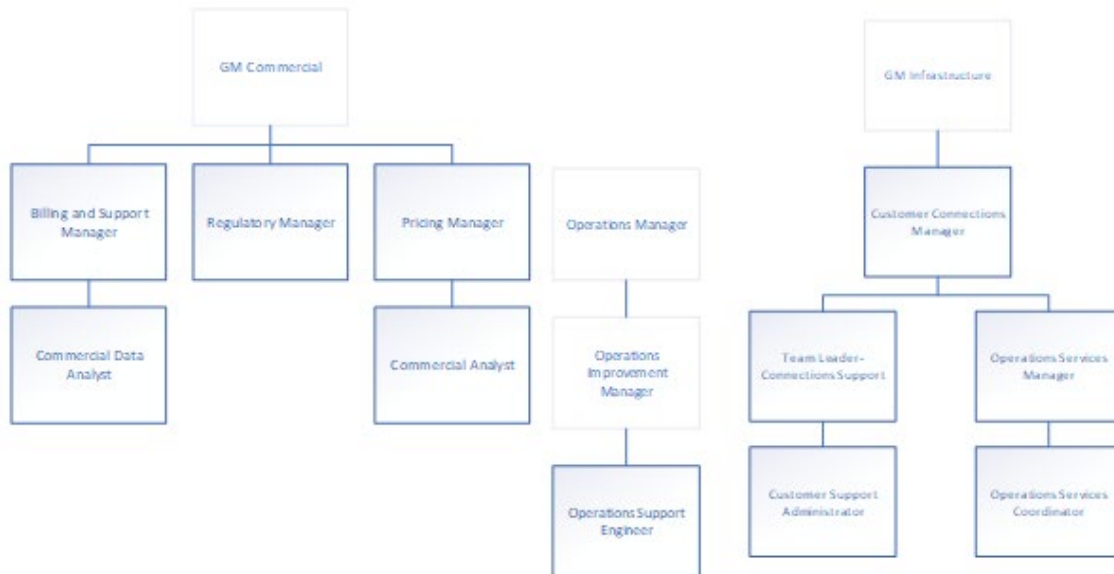 GM Commercial
GM Infrastructure
Billing and Support
Manager
Regulatory Manager
Pricing Manager
Operations Manager
Customer Connections
Manager
Commercial Data
Analyst
Commercial Analyst
Operations
Improvement
Manager
Team Leader-
Connections Support
Operations Services
Manager
Operations Support
Engineer
Customer Support
Administrator
Operations Services
Coordinator